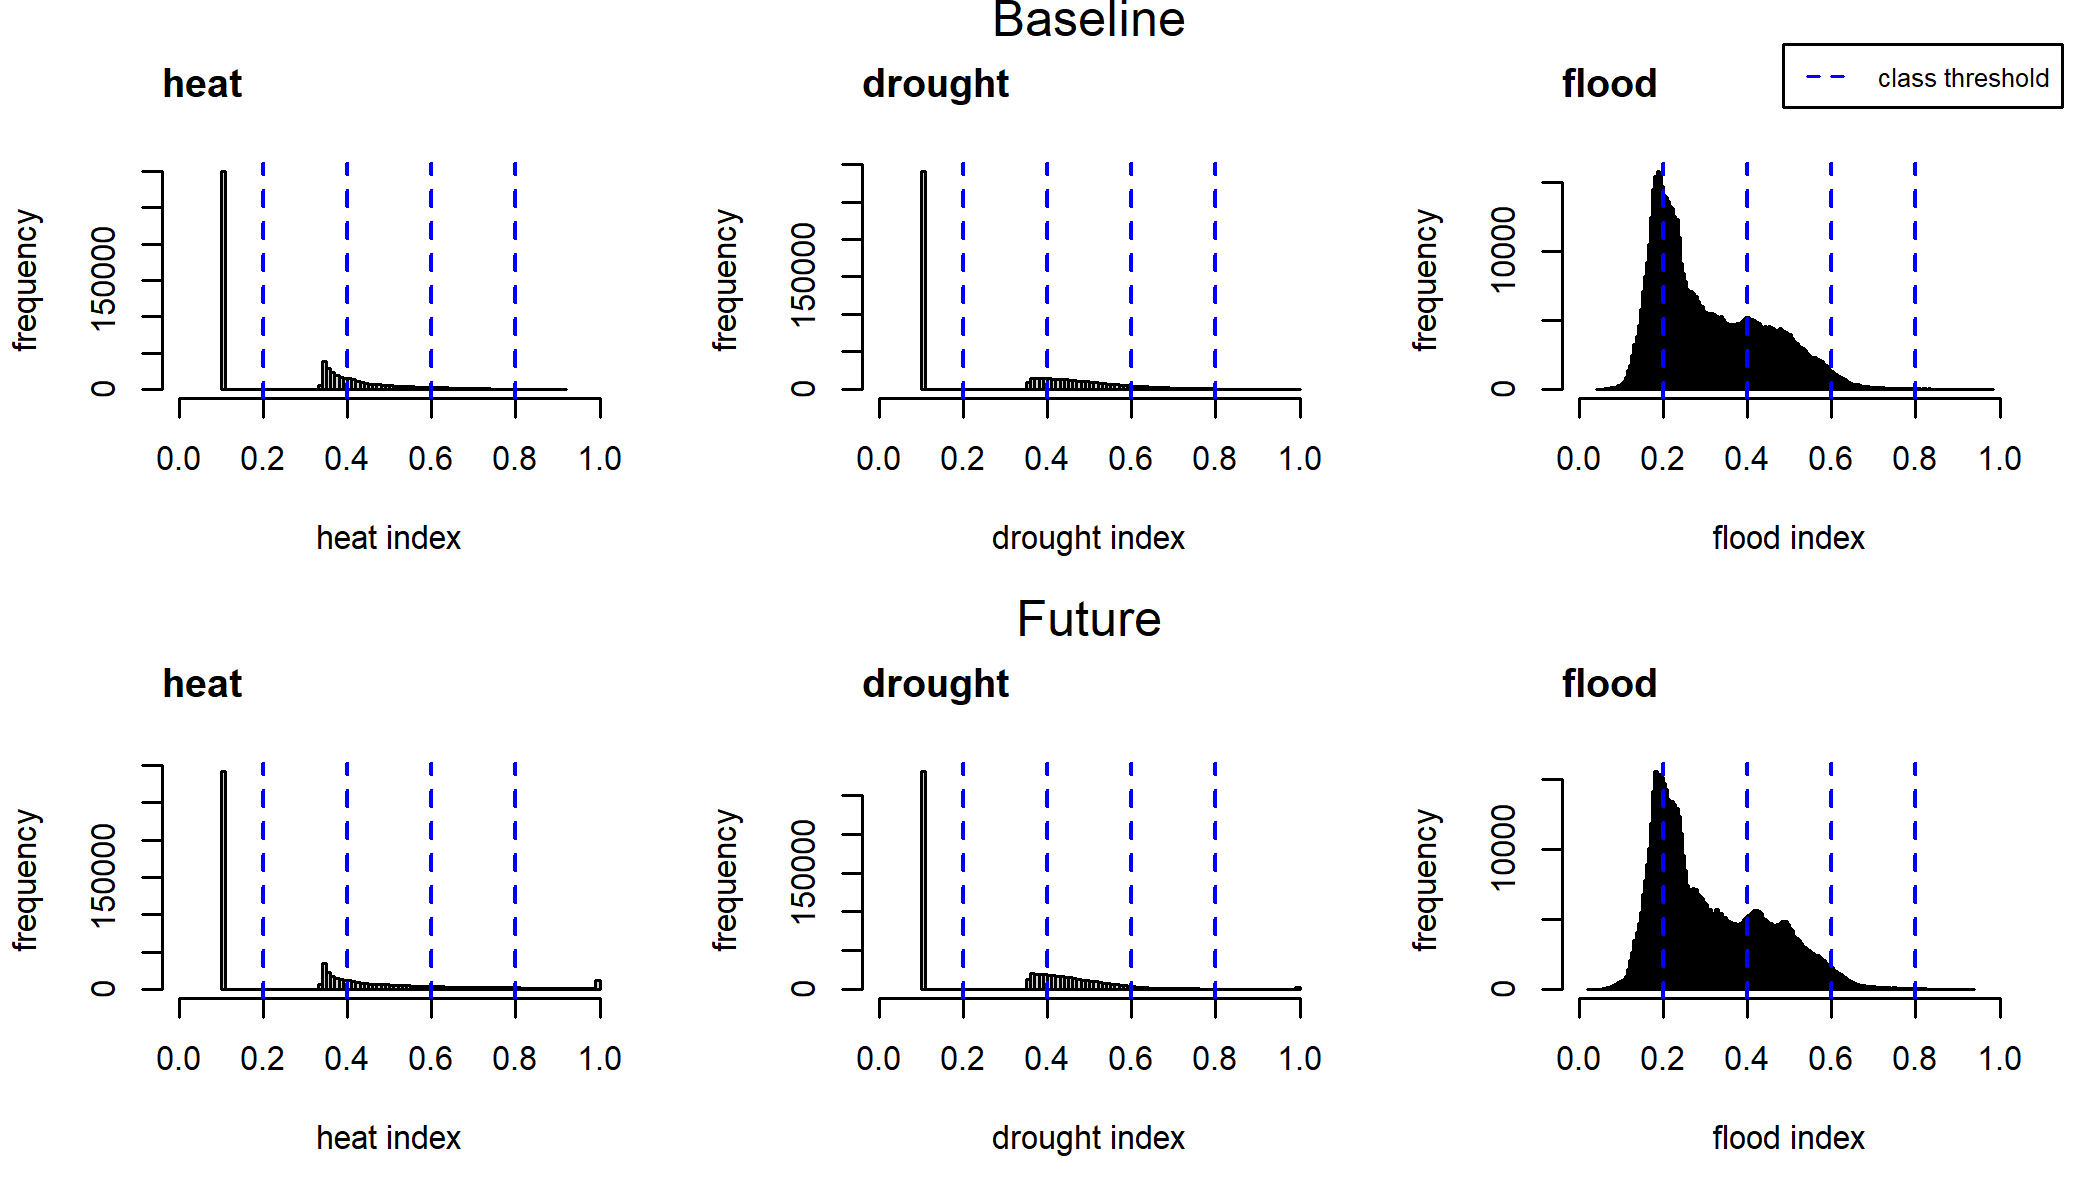 Baseline
heat
drought
flood
class threshold
frequency
0
150000
0.0 0.2 0.4 0.6 0.8 1.0
heat index
frequency
0
150000
0.0 0.2 0.4 0.6 0.8 1.0
drought index
frequency
0
10000
0.0 0.2 0.4 0.6 0.8 1.0
flood index
Future
heat
drought
flood
frequency
0
150000
0.0 0.2 0.4 0.6 0.8 1.0
heat index
frequency
0
150000
0.0 0.2 0.4 0.6 0.8 1.0
drought index
frequency
0
10000
0.0 0.2 0.4 0.6 0.8 1.0
flood index